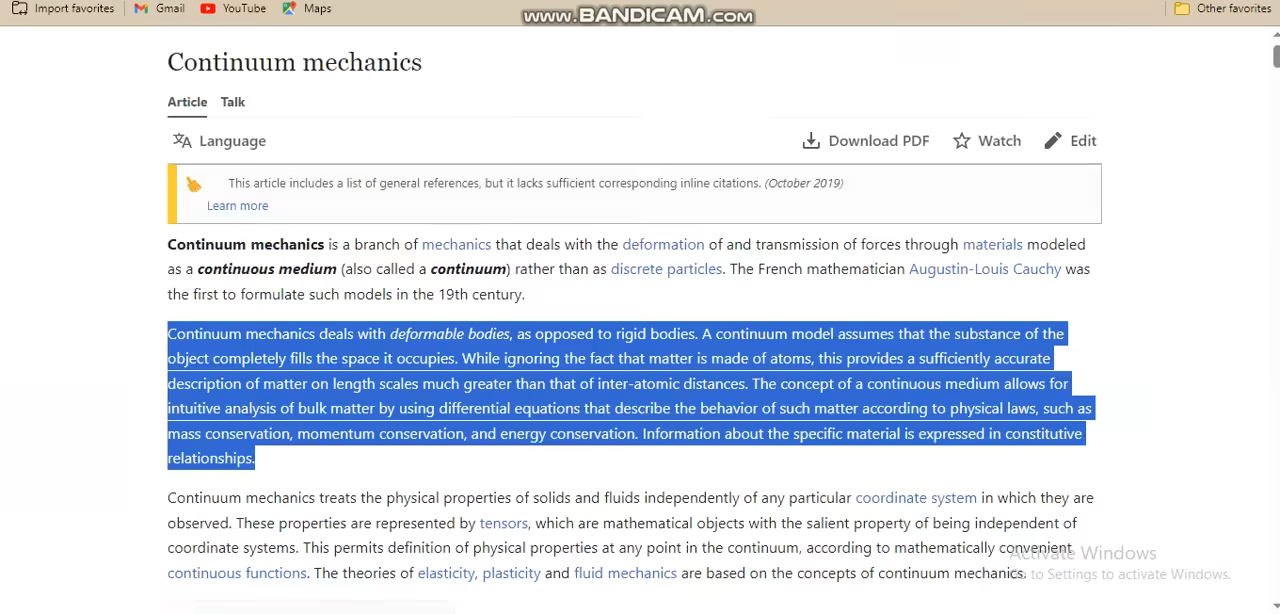 Import favorites Gmail YouTube Maps www.BANDICAM.com Other favorites
Continuum mechanics
Article Talk
Language Download PDF Watch Edit
This article includes a list of general references, but it lacks sufficient corresponding inline citations. (October 2019)
Learn more
Continuum mechanics is a branch of mechanics that deals with the deformation of and transmission of forces through materials modeled
as a continuous medium (also called a continuum) rather than as discrete particles. The French mathematician Augustin-Louis Cauchy was
the first to formulate such models in the 19th century.
Continuum mechanics deals with deformable bodies, as opposed to rigid bodies. A continuum model assumes that the substance of the
object completely fills the space it occupies. While ignoring the fact that matter is made of atoms, this provides a sufficiently accurate
description of matter on length scales much greater than that of inter-atomic distances. The concept of a continuous medium allows for
intuitive analysis of bulk matter by using differential equations that describe the behavior of such matter according to physical laws, such as
mass conservation, momentum conservation, and energy conservation. Information about the specific material is expressed in constitutive
relationships.
Continuum mechanics treats the physical properties of solids and fluids independently of any particular coordinate system in which they are
observed. These properties are represented by tensors, which are mathematical objects with the salient property of being independent of
coordinate systems. This permits definition of physical properties at any point in the continuum, according to mathematically convenient
continuous functions. The theories of elasticity, plasticity and fluid mechanics are based on the concepts of continuum mechanics.
Activate Windows
to Settings to activate Windows.